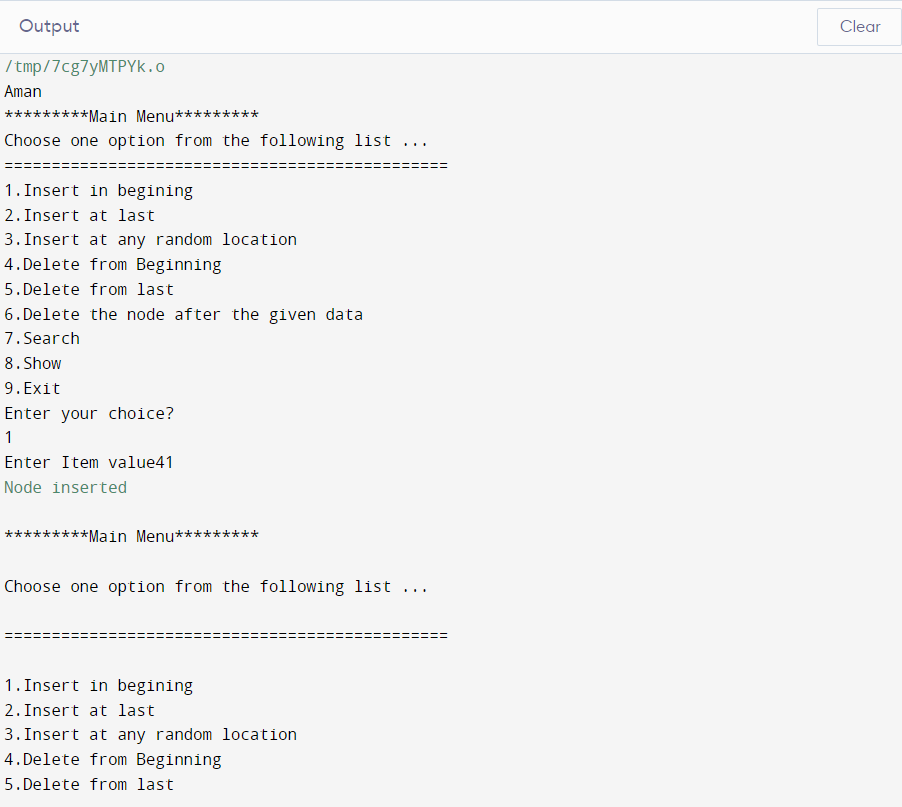 Output
Clear
/tmp/7cg7yMTPYk.o
Aman
*********Main Menu*********
Choose one option from the following list ...
===============================================
1.Insert in begining
2.Insert at last
3.Insert at any random location
4.Delete from Beginning
5.Delete from last
6.Delete the node after the given data
7.Search
8.Show
9.Exit
Enter your choice?
1
Enter Item value41
Node inserted
*********Main Menu*********
Choose one option from the following list ...
===============================================
1.Insert in begining
2.Insert at last
3.Insert at any random location
4.Delete from Beginning
5.Delete from last